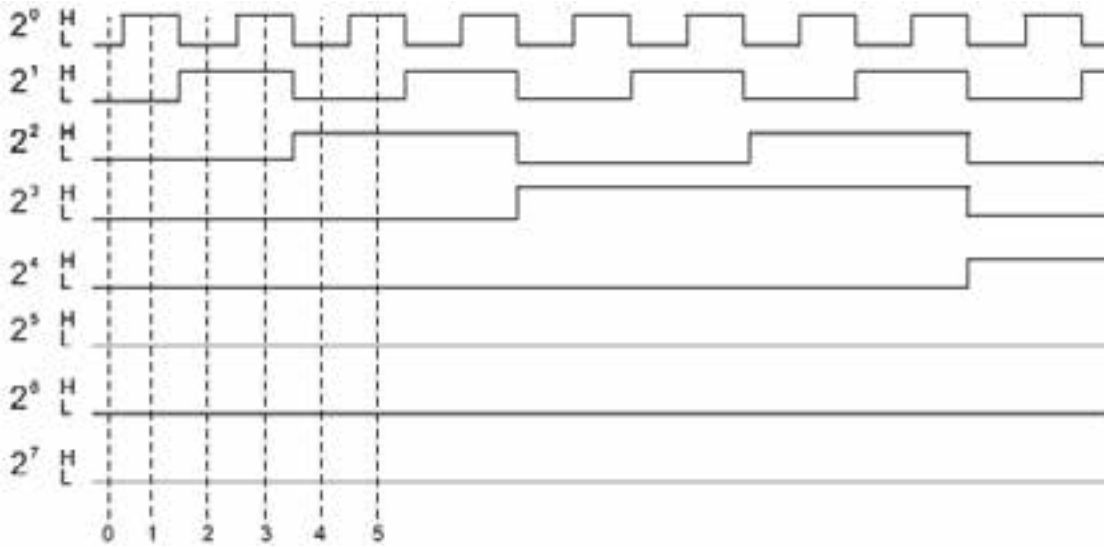 2⁰ H
L
2¹ H
L
2² H
L
2³ H
L
2⁴ H
L
2⁵ H
L
2⁶ H
L
2⁷ H
L
0 1 2 3 4 5